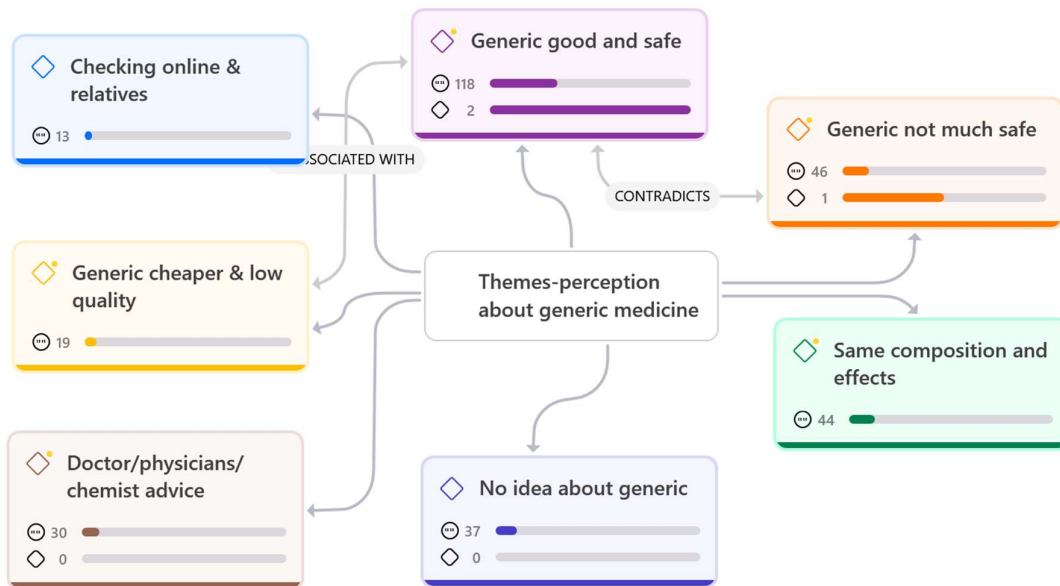 Checking online &
relatives
13
Generic good and safe
118
2
Generic not much safe
46
1
SSOCIATED WITH
CONTRADICTS
Generic cheaper & low
quality
19
Themes-perception
about generic medicine
Same composition and
effects
44
Doctor/physicians/
chemist advice
30
0
No idea about generic
37
0